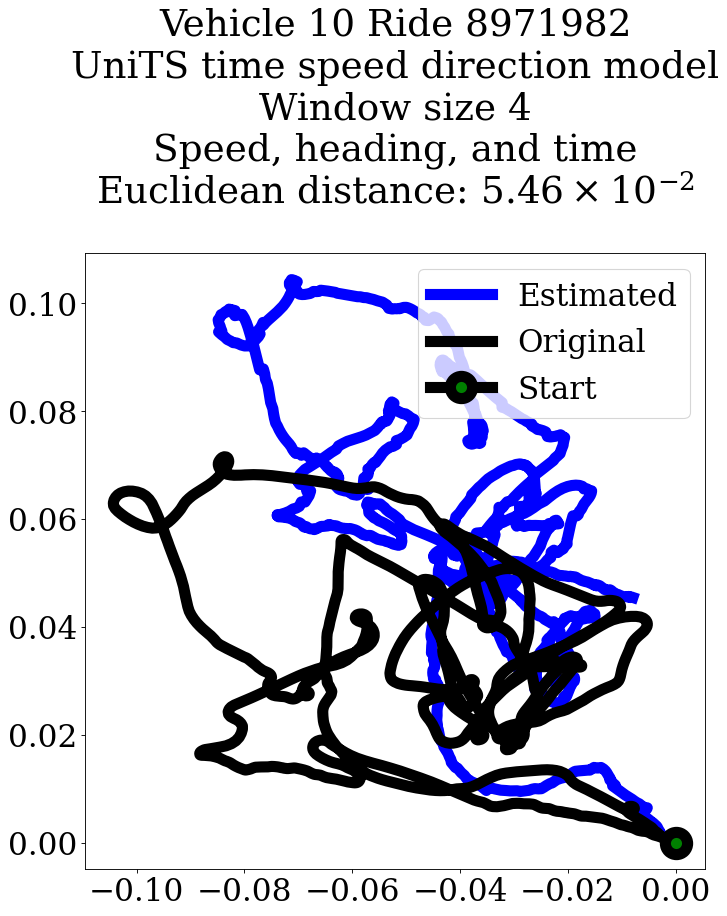 Vehicle 10 Ride 8971982
UniTS time speed direction model
Window size 4
Speed, heading, and time
Euclidean distance: 5.46 × 10⁻²
Estimated
Original
Start
0.10
0.08
0.06
0.04
0.02
0.00
−0.10 −0.08 −0.06 −0.04 −0.02 0.00